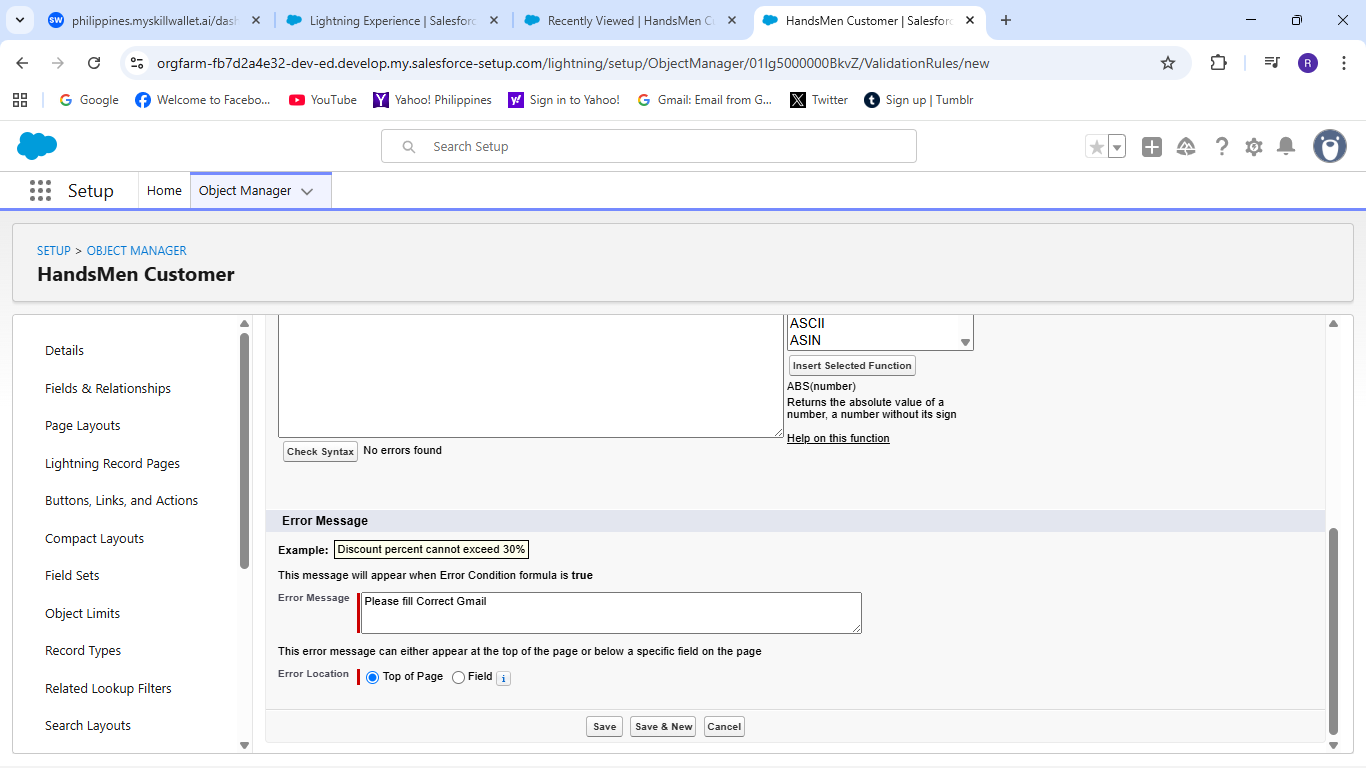 philippines.myskillwallet.ai/dash
Lightning Experience | Salesforc
Recently Viewed | HandsMen C
HandsMen Customer | Salesforc
orgfarm-fb7d2a4e32-dev-ed.develop.my.salesforce-setup.com/lightning/setup/ObjectManager/01Ig5000000BkvZ/ValidationRules/new
R
Google
Welcome to Facebo...
YouTube
Yahoo! Philippines
Sign in to Yahoo!
Gmail: Email from G...
Twitter
Sign up | Tumblr
Search Setup
Setup
Home
Object Manager
SETUP > OBJECT MANAGER
HandsMen Customer
Details
Fields & Relationships
Page Layouts
Lightning Record Pages
Buttons, Links, and Actions
Compact Layouts
Field Sets
Object Limits
Record Types
Related Lookup Filters
Search Layouts
ASCII
ASIN
Insert Selected Function
ABS(number)
Returns the absolute value of a
number, a number without its sign
Help on this function
Check Syntax No errors found
Error Message
Example: Discount percent cannot exceed 30%
This message will appear when Error Condition formula is true
Error Message Please fill Correct Gmail
This error message can either appear at the top of the page or below a specific field on the page
Error Location Top of Page Field i
Save Save & New Cancel